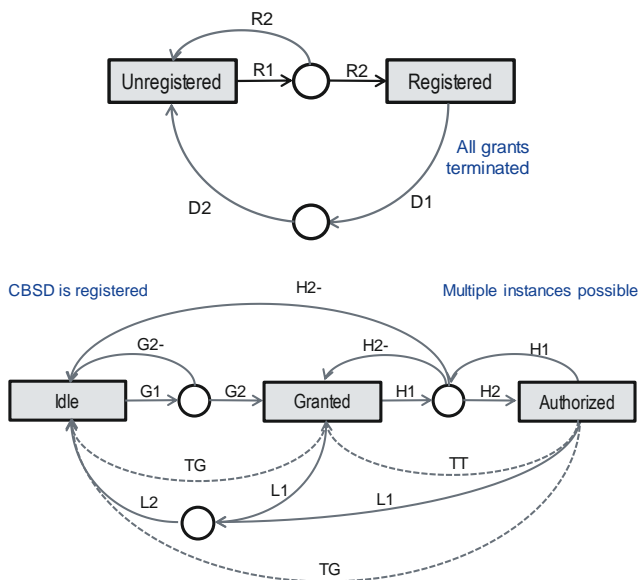 R2
Unregistered
R1
R2
Registered
All grants
terminated
D2
D1
CBSD is registered
H2-
Multiple instances possible
G2-
H2-
H1
Idle
G1
G2
Granted
H1
H2
Authorized
TG
TT
L2
L1
L1
TG